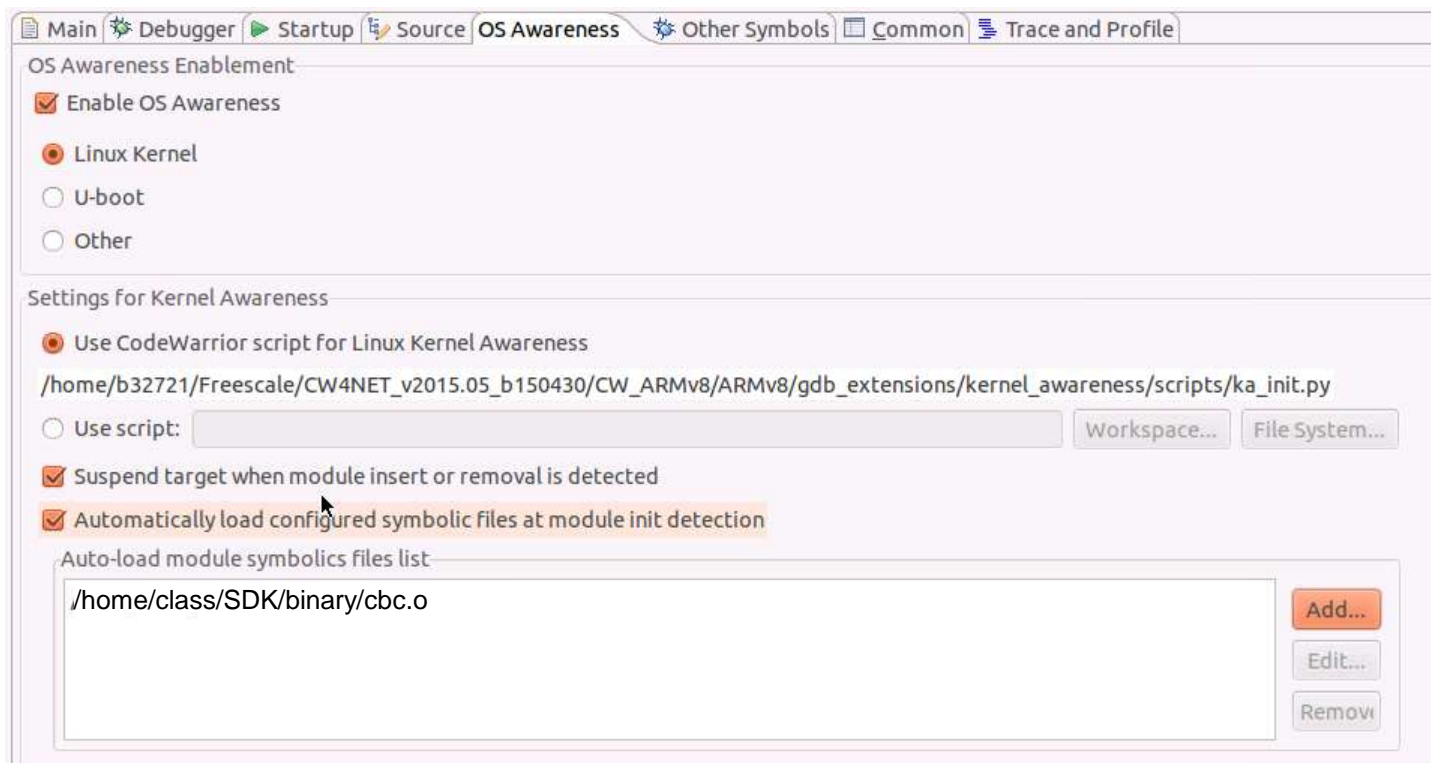 Main Debugger Startup Source OS Awareness Other Symbols Common Trace and Profile
OS Awareness Enablement
Enable OS Awareness
Linux Kernel
U-boot
Other
Settings for Kernel Awareness
Use CodeWarrior script for Linux Kernel Awareness
/home/b32721/Freescale/CW4NET_v2015.05_b150430/CW_ARMv8/ARMv8/gdb_extensions/kernel_awareness/scripts/ka_init.py
Use script: Workspace... File System...
Suspend target when module insert or removal is detected
Automatically load configured symbolic files at module init detection
Auto-load module symbolics files list
/home/class/SDK/binary/cbc.o
Add...
Edit...
Remove